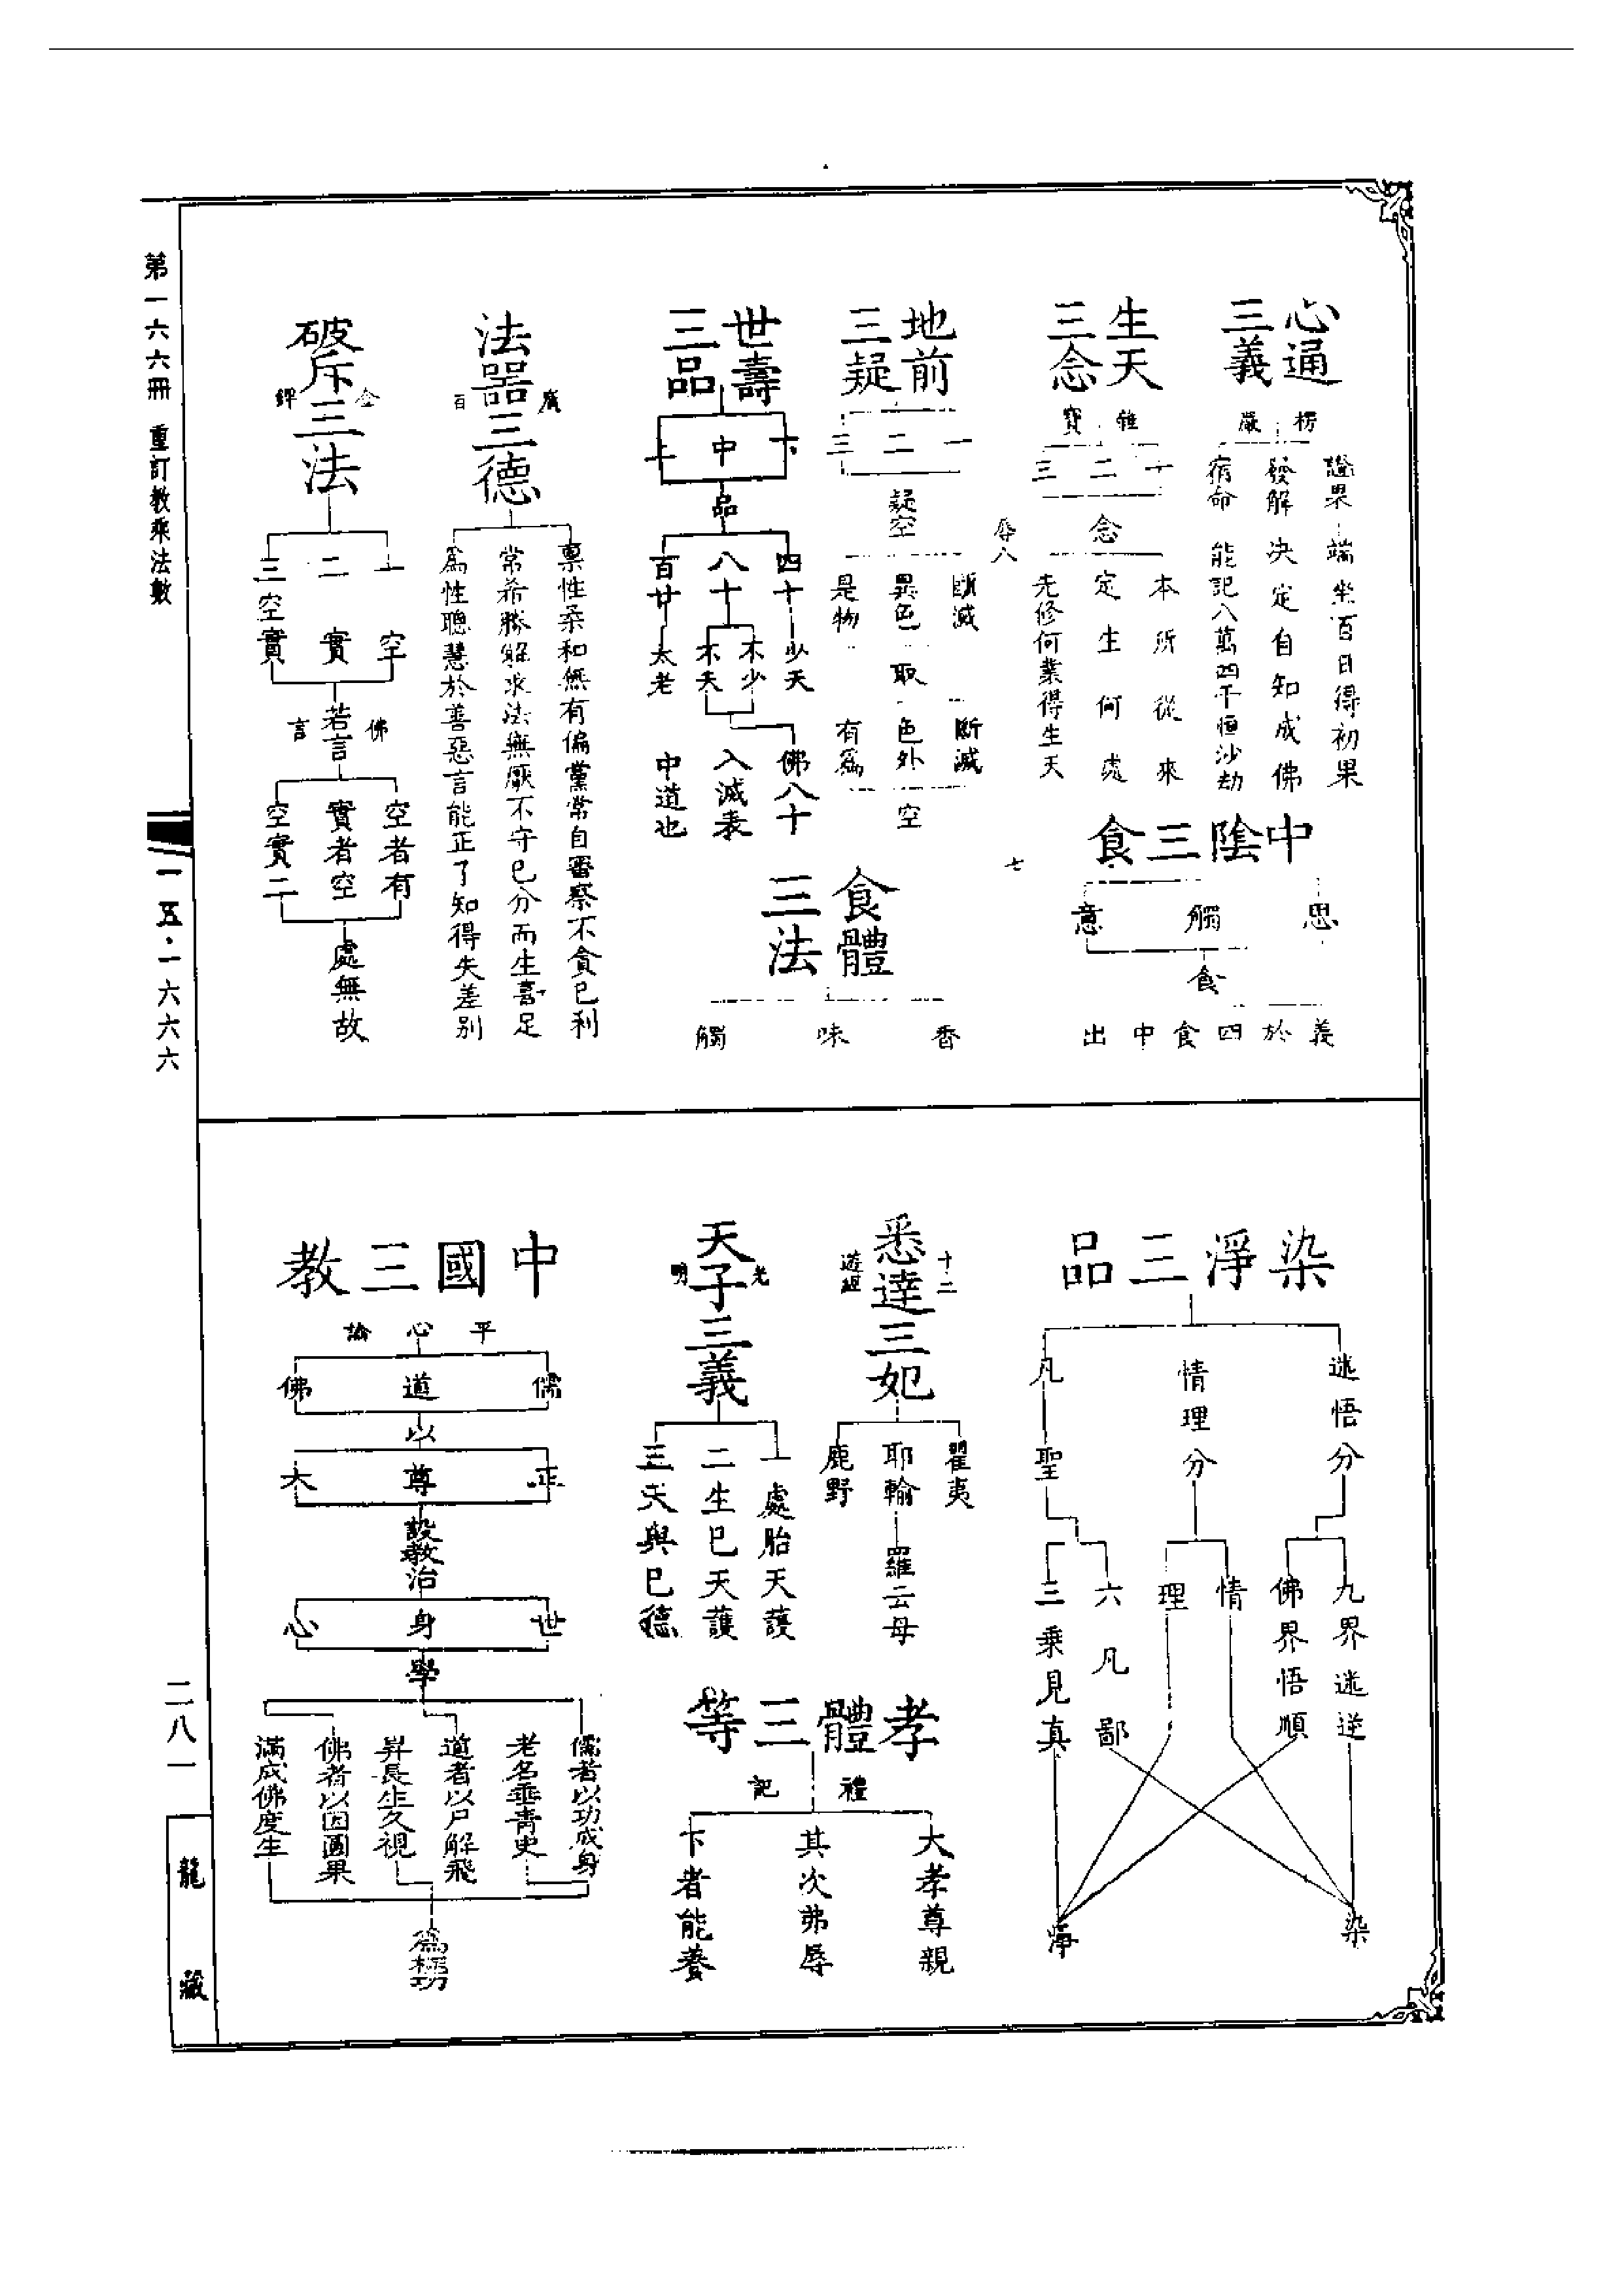 心通
三義
楞嚴
證果 端坐百日得初果
發解 決定自知成佛
宿命 能記八萬四千恒沙劫
生天
三念
雜寶
一 二 三
念
本所從來
定生何處
先修何業得生天
中陰三食
思 觸 意
食
義於四食中出
七
地前
三疑
一 二 三
疑空
斷滅 斷滅
異色取色外
是物 有為
空
世壽
三品
下 中 上
品
四十 少夭
八十 不少 不夭
百廿 太老
佛八十
入滅表
中道也
食體
三法
香 味 觸
法器三德
廣百
禀性柔和無有偏黨常自審察不貪已利
常希勝解求法無厭不守已分而生喜足
為性聰慧於善惡言能正了知得失差別
破斥三法
金錍
一空
二實
三空實
佛言
若言
空者有
實者空
空實二
處無故
染淨三品
迷悟分
情理分
凡聖
九界迷逆
佛界悟順
情
理
六凡鄙
三乘見真
染
淨
悉達三妃
十二遊經
瞿夷
耶輸 羅云母
鹿野
天子三義
光明
一處胎天護
二生已天護
三天與已德
孝體三等
禮記
大孝尊親
其次弗辱
下者能養
中國三教
平心論
儒 道 佛
以
正 尊 大
設教治
世 身 心
學
儒者以功成身
老名垂青史
道者以尸解飛
昇長生久視
佛者以因圓果
滿成佛度生
為極功
第一六六冊 重訂教乘法數
一五·一六六六
二八一
龍藏